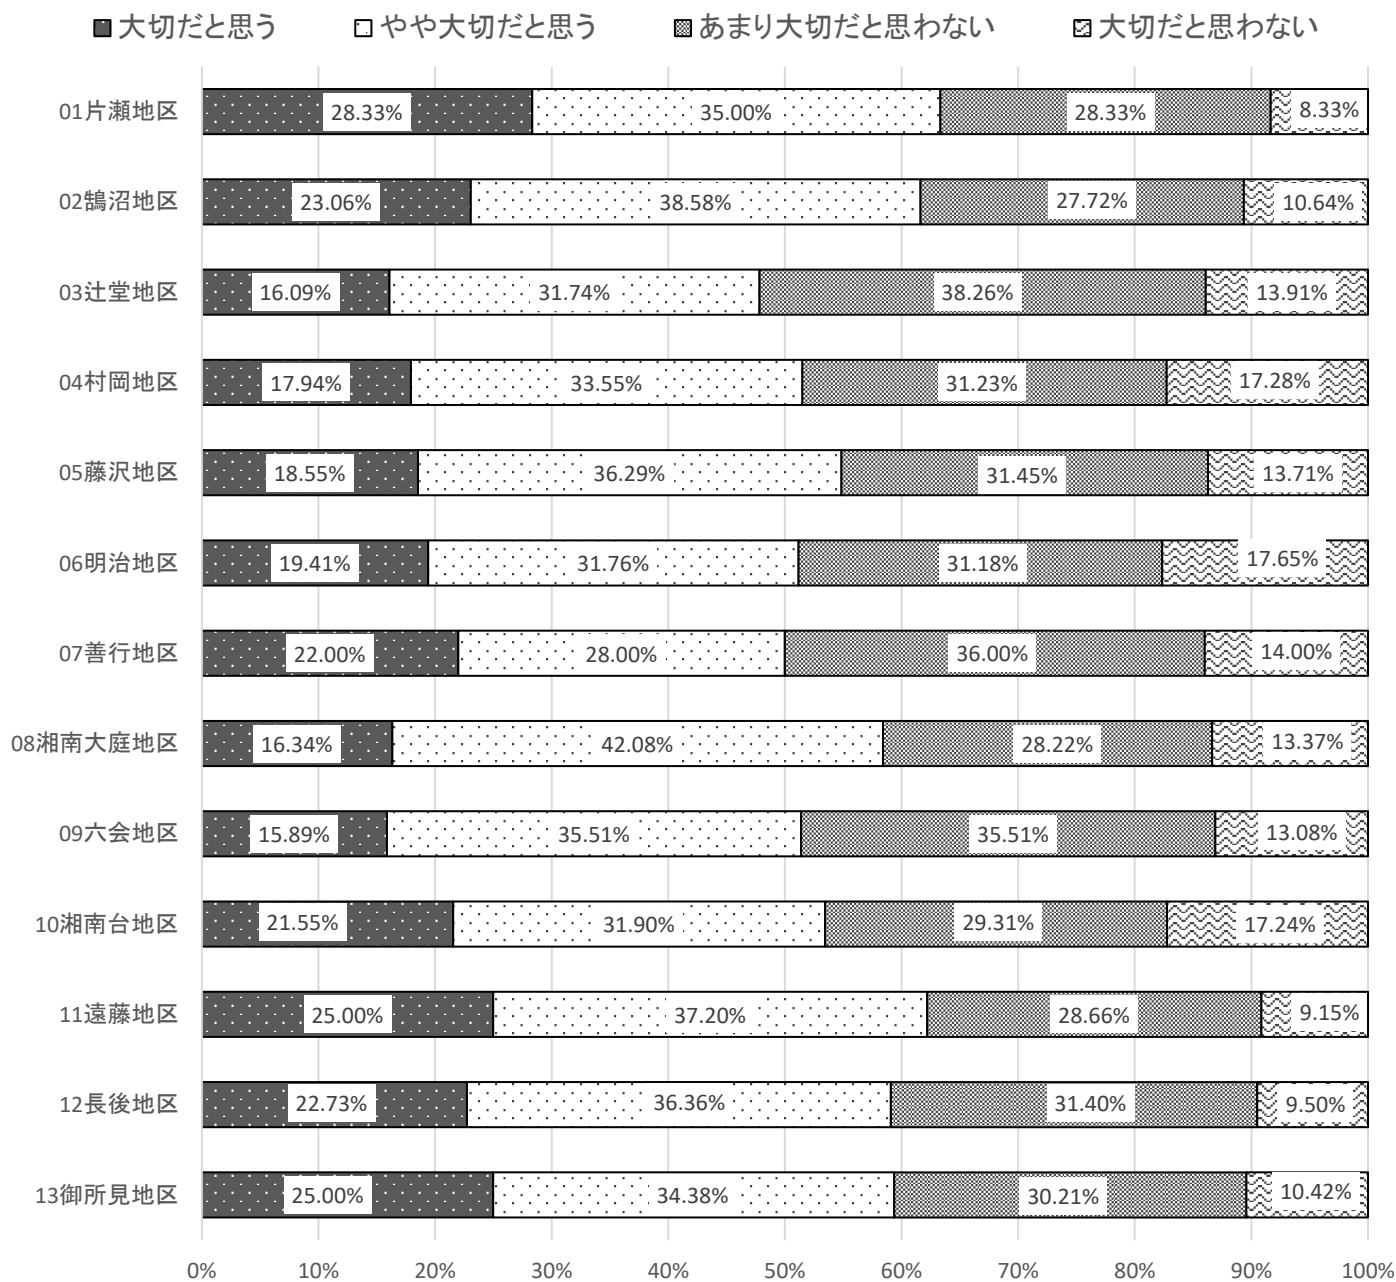 大切だと思う やや大切だと思う あまり大切だと思わない 大切だと思わない
01片瀬地区 28.33% 35.00% 28.33% 8.33%
02鵠沼地区 23.06% 38.58% 27.72% 10.64%
03辻堂地区 16.09% 31.74% 38.26% 13.91%
04村岡地区 17.94% 33.55% 31.23% 17.28%
05藤沢地区 18.55% 36.29% 31.45% 13.71%
06明治地区 19.41% 31.76% 31.18% 17.65%
07善行地区 22.00% 28.00% 36.00% 14.00%
08湘南大庭地区 16.34% 42.08% 28.22% 13.37%
09六会地区 15.89% 35.51% 35.51% 13.08%
10湘南台地区 21.55% 31.90% 29.31% 17.24%
11遠藤地区 25.00% 37.20% 28.66% 9.15%
12長後地区 22.73% 36.36% 31.40% 9.50%
13御所見地区 25.00% 34.38% 30.21% 10.42%
0% 10% 20% 30% 40% 50% 60% 70% 80% 90% 100%